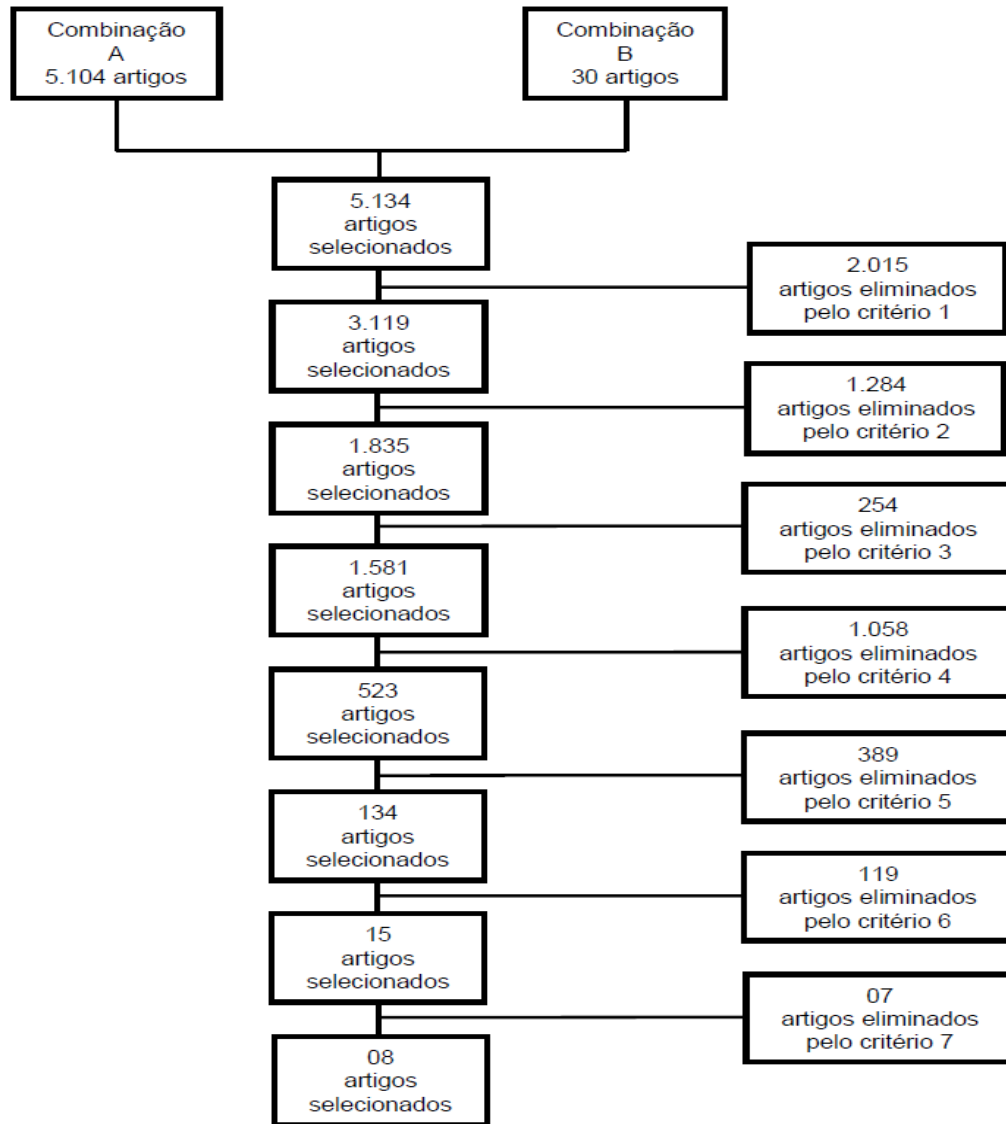 Combinação
A
5.104 artigos
Combinação
B
30 artigos
5.134
artigos
selecionados
2.015
artigos eliminados
pelo critério 1
3.119
artigos
selecionados
1.284
artigos eliminados
pelo critério 2
1.835
artigos
selecionados
254
artigos eliminados
pelo critério 3
1.581
artigos
selecionados
1.058
artigos eliminados
pelo critério 4
523
artigos
selecionados
389
artigos eliminados
pelo critério 5
134
artigos
selecionados
119
artigos eliminados
pelo critério 6
15
artigos
selecionados
07
artigos eliminados
pelo critério 7
08
artigos
selecionados